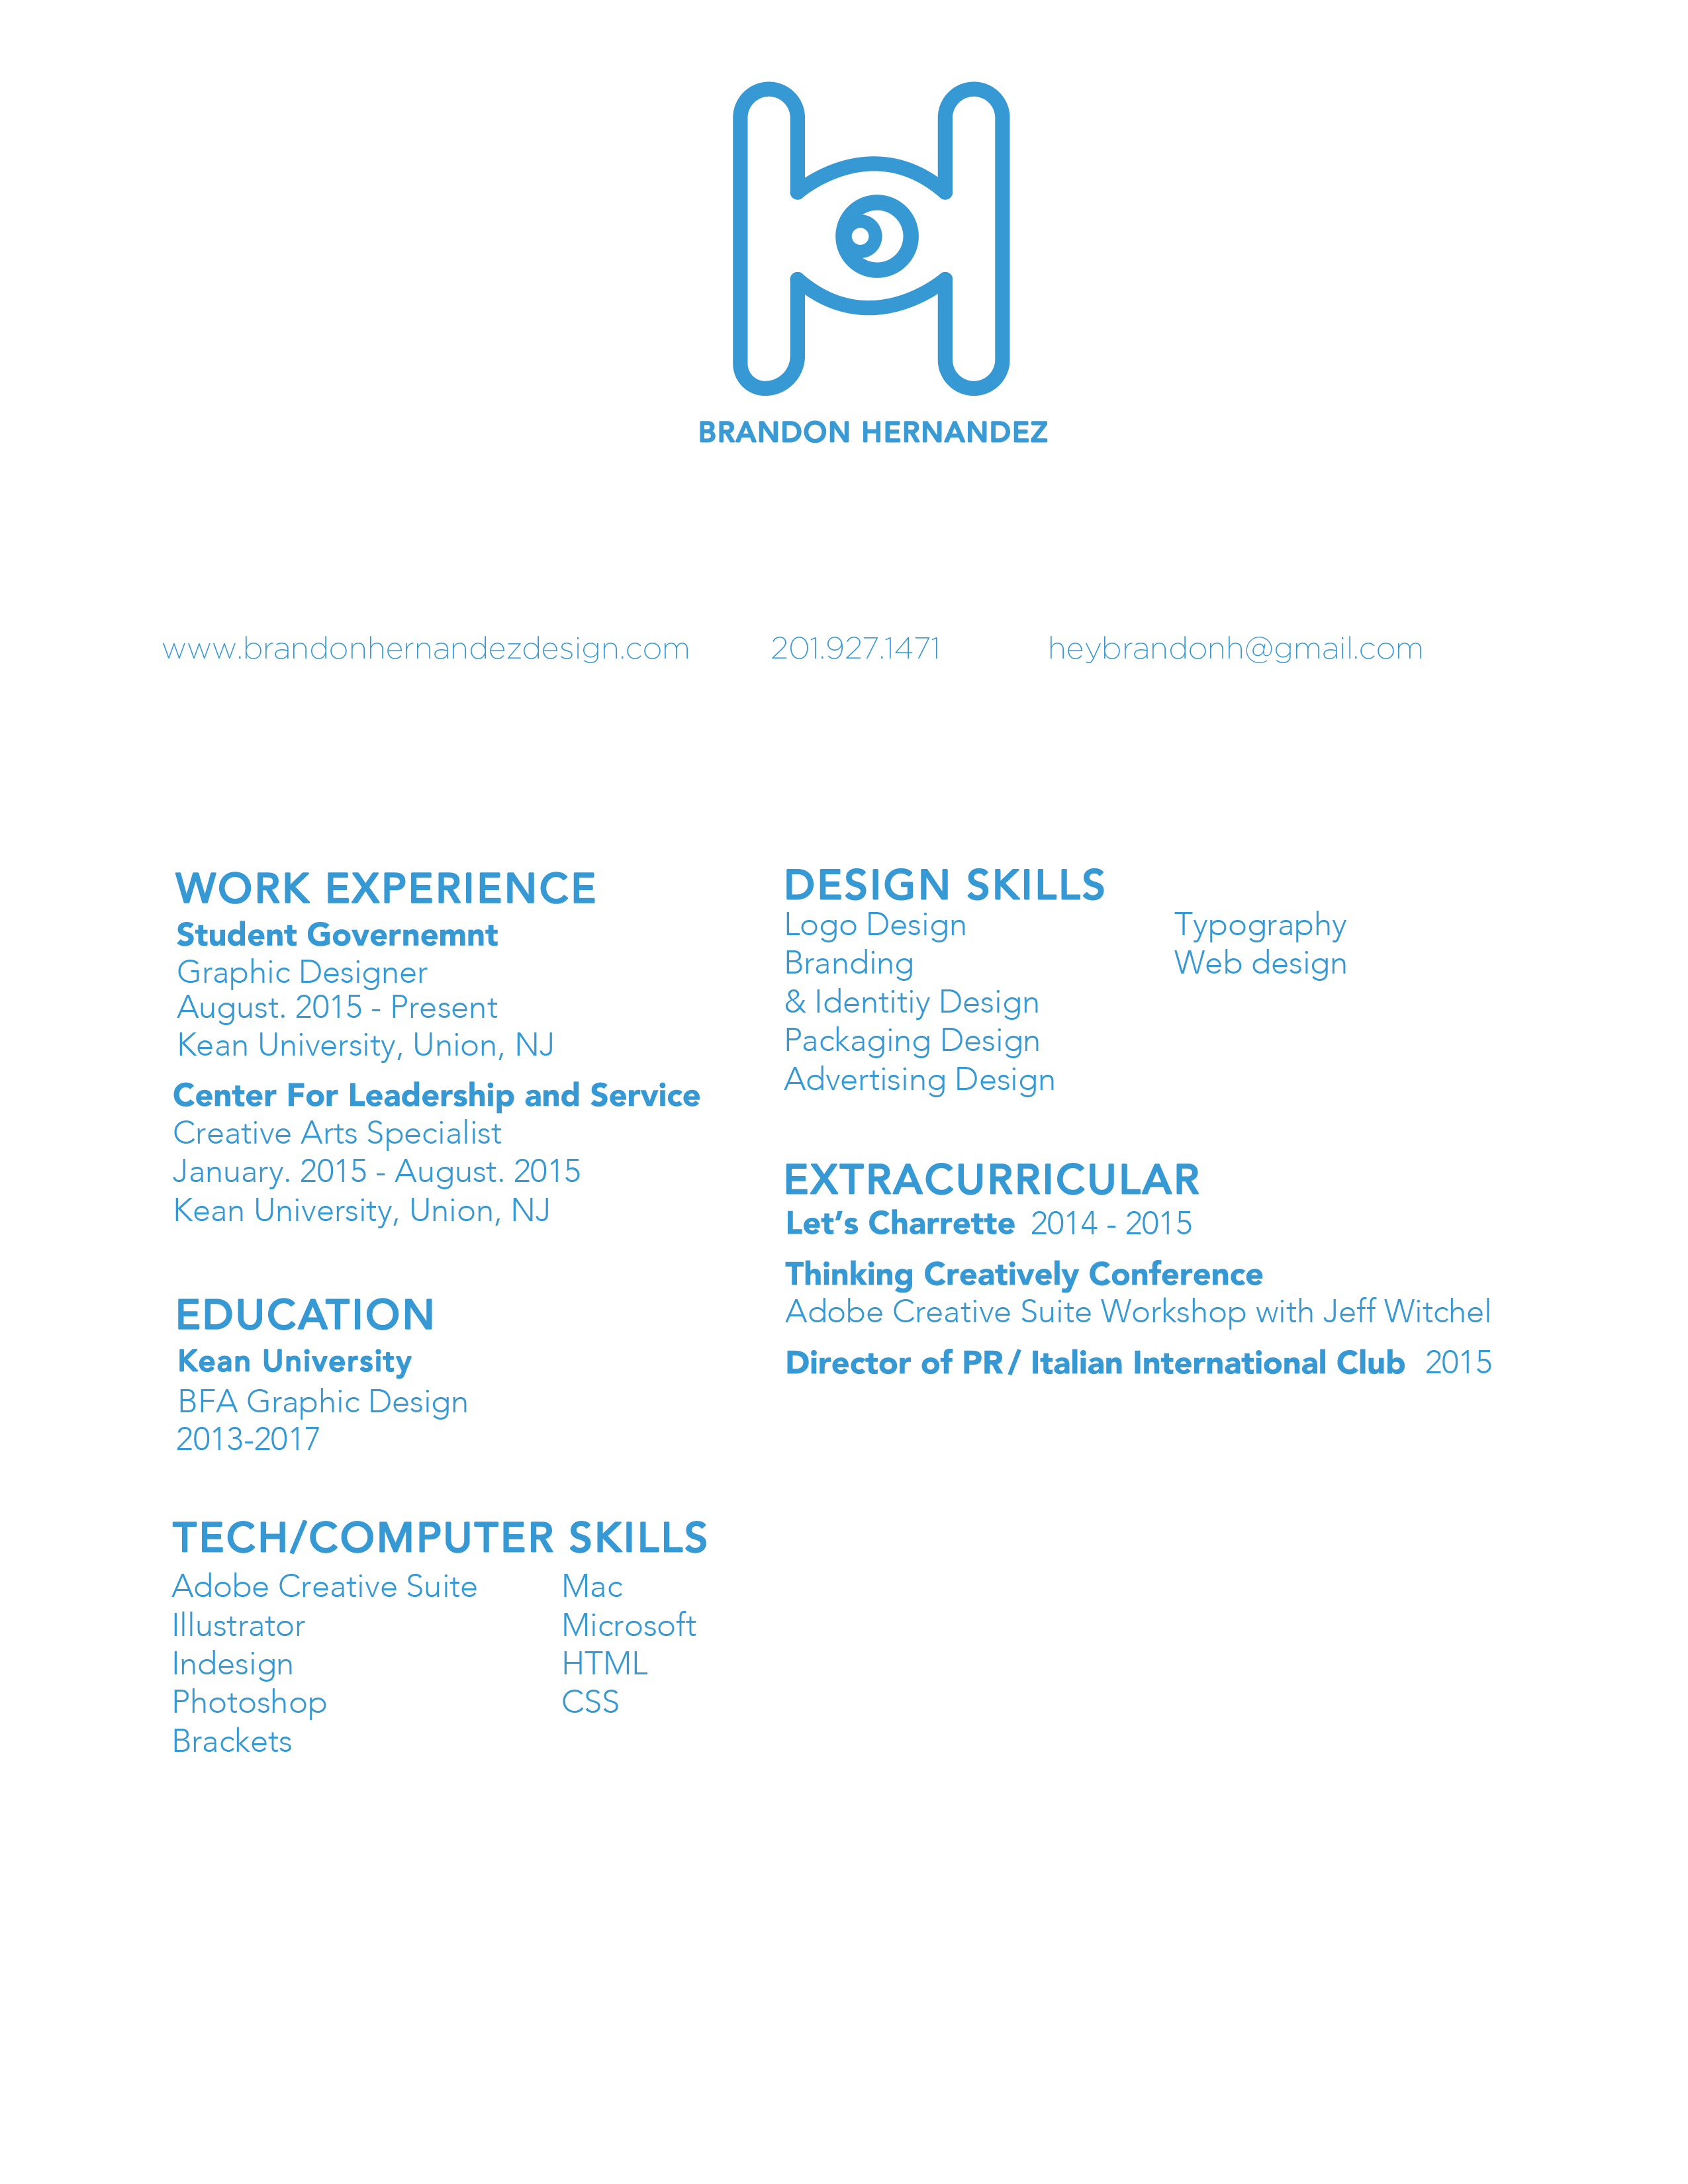 BRANDON HERNANDEZ
www.brandonhernandezdesign.com 201.927.1471 heybrandonh@gmail.com
WORK EXPERIENCE
Student Governemnt
Graphic Designer
August. 2015 - Present
Kean University, Union, NJ
Center For Leadership and Service
Creative Arts Specialist
January. 2015 - August. 2015
Kean University, Union, NJ
EDUCATION
Kean University
BFA Graphic Design
2013-2017
TECH/COMPUTER SKILLS
Adobe Creative Suite
Illustrator
Indesign
Photoshop
Brackets
Mac
Microsoft
HTML
CSS
DESIGN SKILLS
Logo Design
Branding
& Identitiy Design
Packaging Design
Advertising Design
Typography
Web design
EXTRACURRICULAR
Let's Charrette 2014 - 2015
Thinking Creatively Conference
Adobe Creative Suite Workshop with Jeff Witchel
Director of PR/ Italian International Club 2015